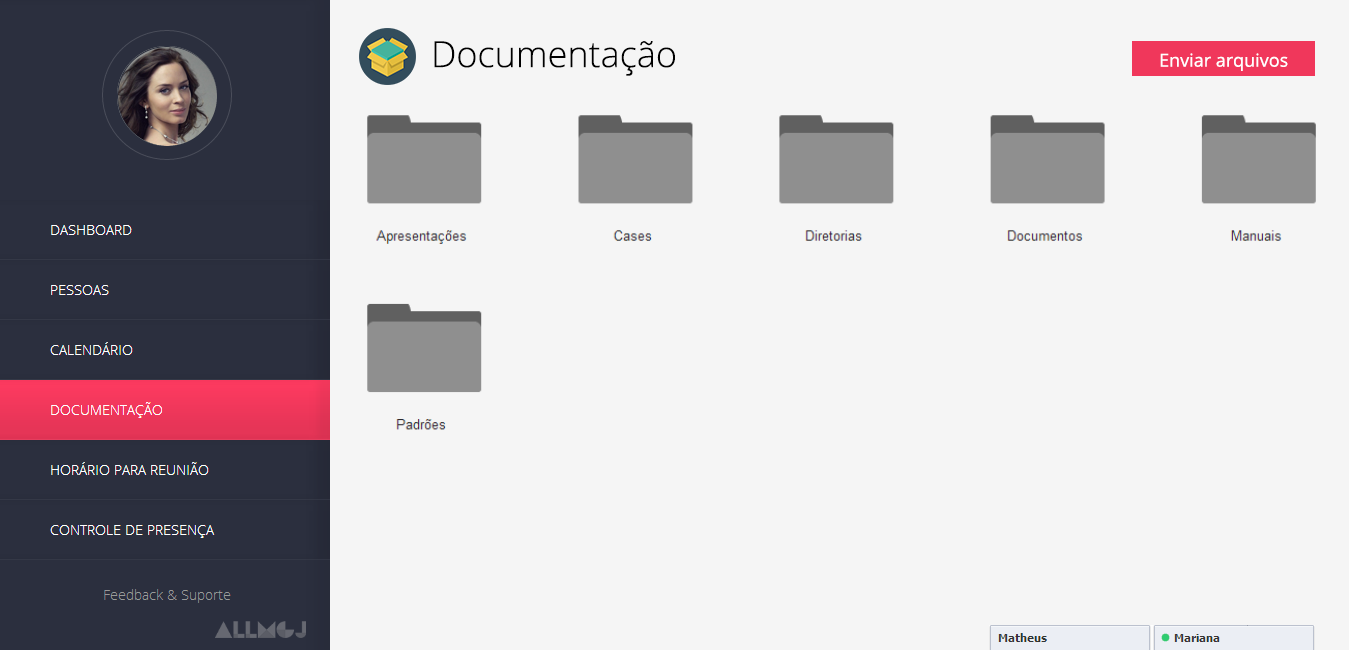 Documentação
Enviar arquivos
DASHBOARD
PESSOAS
CALENDÁRIO
DOCUMENTAÇÃO
HORÁRIO PARA REUNIÃO
CONTROLE DE PRESENÇA
Feedback & Suporte
ALLMEJ
Apresentações
Cases
Diretorias
Documentos
Manuais
Padrões
Matheus
Mariana